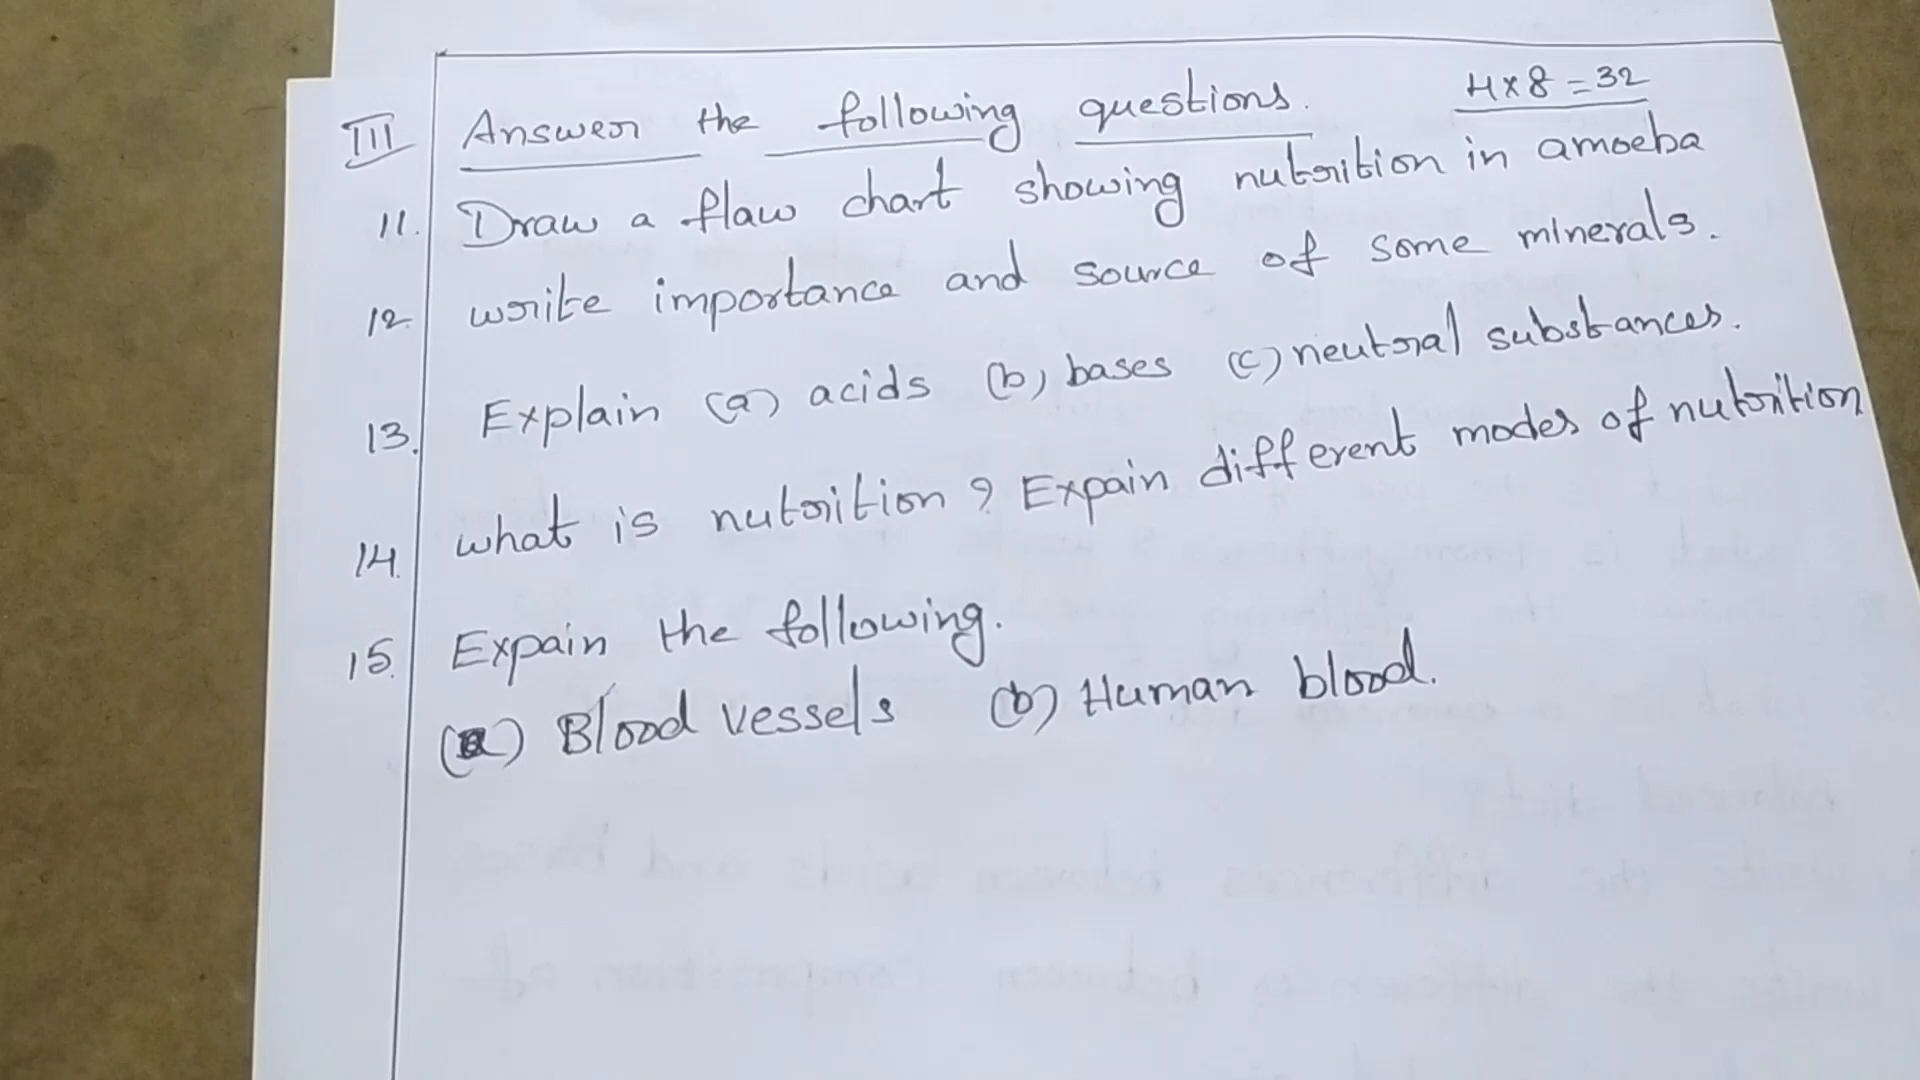 III Answer the following questions. 4x8=32
11. Draw a flaw chart showing nutrition in amoeba
12. write importance and source of some minerals.
13. Explain (a) acids (b) bases (c) neutral substances.
14. what is nutrition? Expain different modes of nutrition
15. Expain the following.
(a) Blood vessels (b) Human blood.